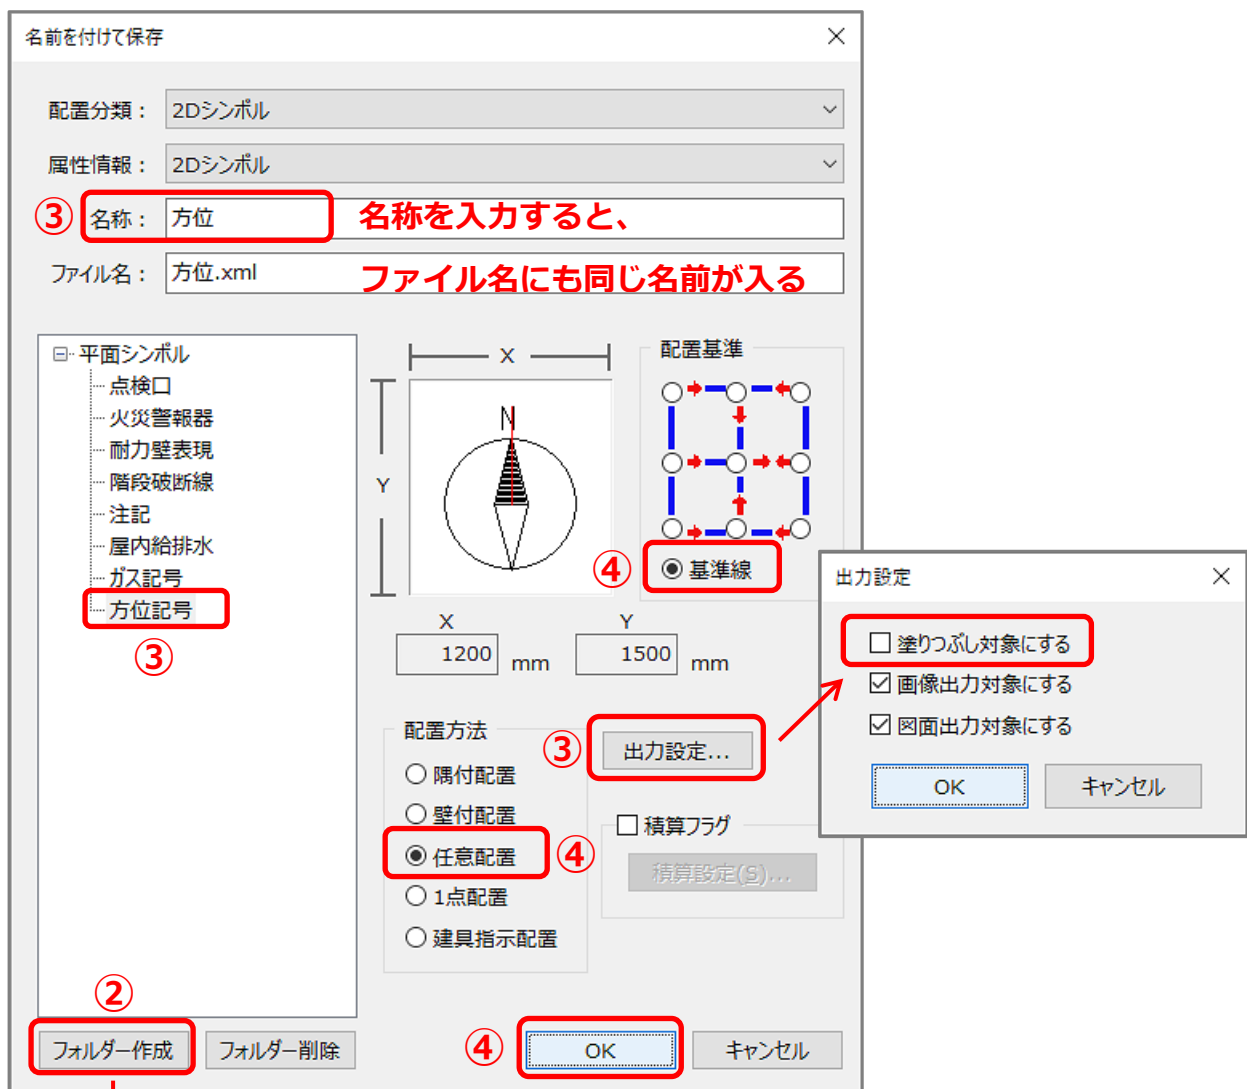 名前を付けて保存
配置分類： 2Dシンボル
属性情報： 2Dシンボル
③ 名称： 方位 名称を入力すると、
ファイル名： 方位.xml ファイル名にも同じ名前が入る
平面シンボル
点検口
火災警報器
耐力壁表現
階段破断線
注記
屋内給排水
ガス記号
方位記号
③
X
Y
N
配置基準
④ 基準線
X Y
1200 mm 1500 mm
配置方法
隅付配置
壁付配置
任意配置 ④
1点配置
建具指示配置
③ 出力設定...
積算フラグ
積算設定(S)...
②
フォルダー作成 フォルダー削除 ④ OK キャンセル
出力設定
塗りつぶし対象にする
画像出力対象にする
図面出力対象にする
OK キャンセル